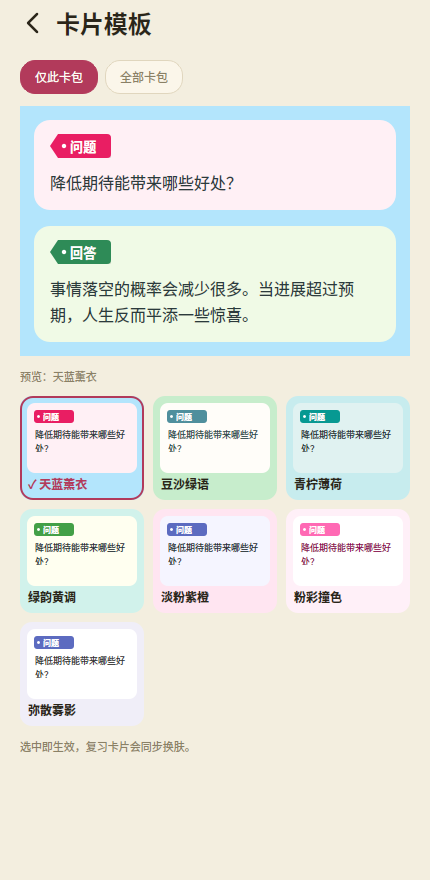 卡片模板
仅此卡包 全部卡包
问题
降低期待能带来哪些好处？
回答
事情落空的概率会减少很多。当进展超过预
期，人生反而平添一些惊喜。
预览：天蓝薰衣
问题
降低期待能带来哪些好
处？
✓天蓝薰衣
问题
降低期待能带来哪些好
处？
豆沙绿语
问题
降低期待能带来哪些好
处？
青柠薄荷
问题
降低期待能带来哪些好
处？
绿韵黄调
问题
降低期待能带来哪些好
处？
淡粉紫橙
问题
降低期待能带来哪些好
处？
粉彩撞色
问题
降低期待能带来哪些好
处？
弥散雾影
选中即生效，复习卡片会同步换肤。